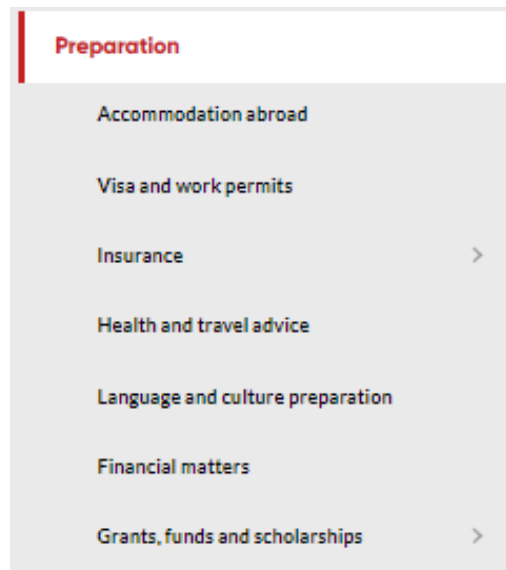 Preparation
Accommodation abroad
Visa and work permits
Insurance
Health and travel advice
Language and culture preparation
Financial matters
Grants, funds and scholarships